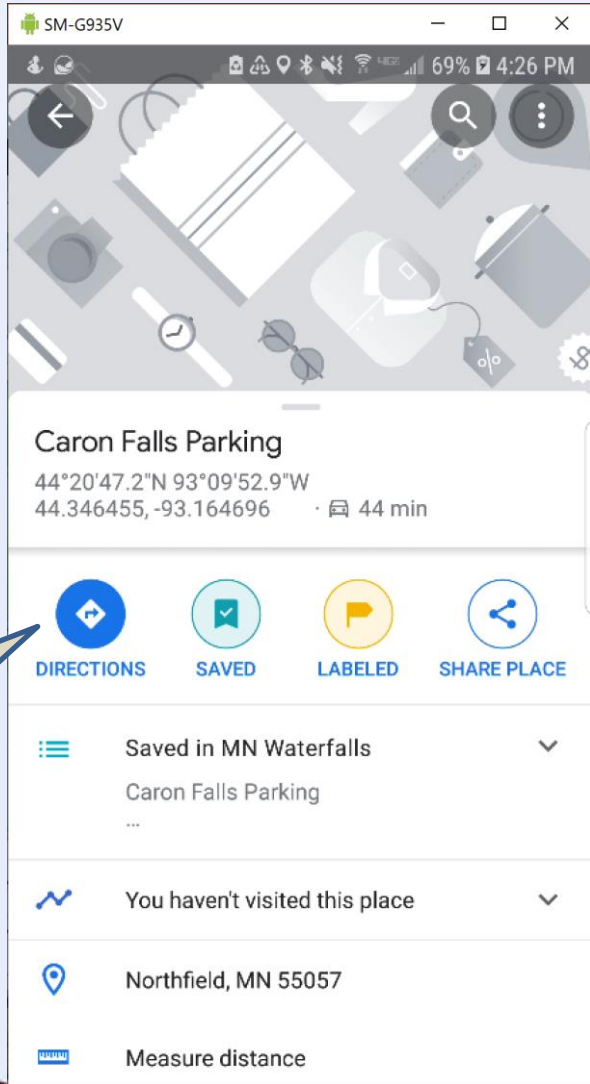 SM-G935V
4GE 69% 4:26 PM
%
Caron Falls Parking
44°20'47.2"N 93°09'52.9"W
44.346455, -93.164696 · 44 min
DIRECTIONS SAVED LABELED SHARE PLACE
Saved in MN Waterfalls
Caron Falls Parking
...
You haven't visited this place
Northfield, MN 55057
Measure distance